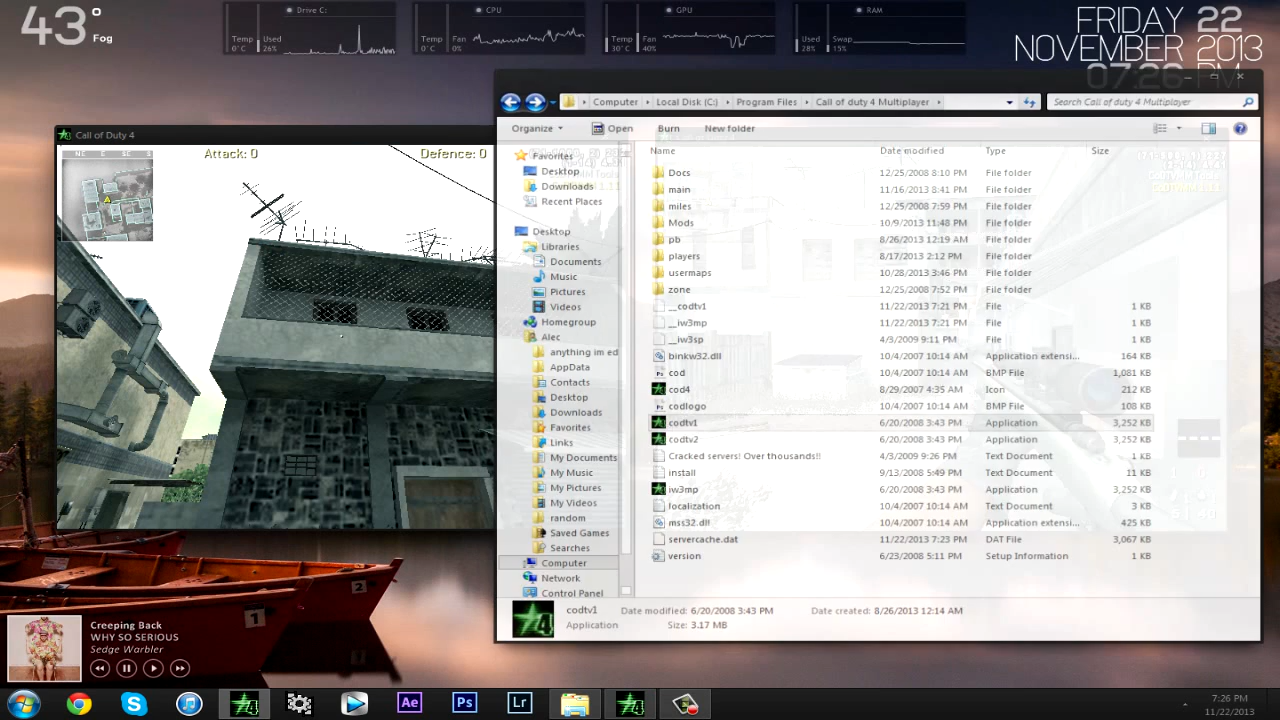 43° Fog
Drive C:
Temp Used
0°C 26%
CPU
Temp Fan
0°C 0%
GPU
Temp Fan
30°C 40%
RAM
Used Swap
28% 15%
FRIDAY 22
NOVEMBER 2013
07:26 PM
Computer Local Disk (C:) Program Files Call of duty 4 Multiplayer
Search Call of duty 4 Multiplayer
Organize Open Burn New folder
Call of Duty 4
Attack: 0 Defence: 0
Favorites
Desktop
Downloads
Recent Places
Desktop
Libraries
Documents
Music
Pictures
Videos
Homegroup
Alec
anything im ed
AppData
Contacts
Desktop
Downloads
Favorites
Links
My Documents
My Music
My Pictures
My Videos
random
Saved Games
Searches
Computer
Network
Control Panel
Name Date modified Type Size
Docs 12/25/2008 8:10 PM File folder
main 11/16/2013 8:41 PM File folder
miles 12/25/2008 7:59 PM File folder
Mods 10/9/2013 11:48 PM File folder
pb 8/26/2013 12:19 AM File folder
players 8/17/2013 2:12 PM File folder
usermaps 10/28/2013 3:46 PM File folder
zone 12/25/2008 7:52 PM File folder
__codtv1 11/22/2013 7:21 PM File 1 KB
__iw3mp 11/22/2013 7:21 PM File 1 KB
__iw3sp 4/3/2009 9:11 PM File 1 KB
binkw32.dll 10/4/2007 10:14 AM Application extensi... 164 KB
cod 10/4/2007 10:14 AM BMP File 1,081 KB
cod4 8/29/2007 4:35 AM Icon 212 KB
codlogo 10/4/2007 10:14 AM BMP File 108 KB
codtv1 6/20/2008 3:43 PM Application 3,252 KB
codtv2 6/20/2008 3:43 PM Application 3,252 KB
Cracked servers! Over thousands!! 4/3/2009 9:26 PM Text Document 1 KB
install 9/13/2008 5:49 PM Text Document 11 KB
iw3mp 6/20/2008 3:43 PM Application 3,252 KB
localization 10/4/2007 10:14 AM Text Document 3 KB
mss32.dll 10/4/2007 10:14 AM Application extensi... 425 KB
servercache.dat 11/22/2013 7:23 PM DAT File 3,067 KB
version 6/23/2008 5:11 PM Setup Information 1 KB
codtv1 Date modified: 6/20/2008 3:43 PM Date created: 8/26/2013 12:14 AM
Application Size: 3.17 MB
2
1
Creeping Back
WHY SO SERIOUS
Sedge Warbler
Ae Ps Lr
7:26 PM
11/22/2013